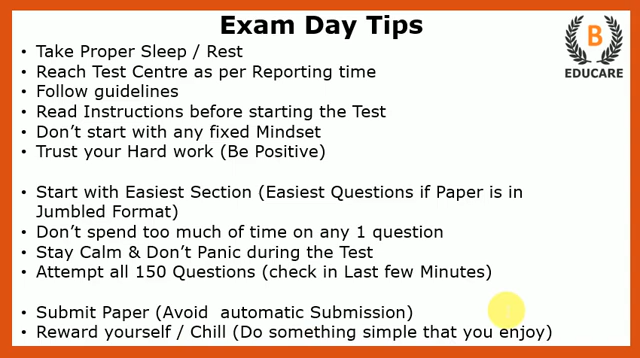 Exam Day Tips
B
EDUCARE
• Take Proper Sleep / Rest
• Reach Test Centre as per Reporting time
• Follow guidelines
• Read Instructions before starting the Test
• Don't start with any fixed Mindset
• Trust your Hard work (Be Positive)
• Start with Easiest Section (Easiest Questions if Paper is in
Jumbled Format)
• Don't spend too much of time on any 1 question
• Stay Calm & Don't Panic during the Test
• Attempt all 150 Questions (check in Last few Minutes)
• Submit Paper (Avoid automatic Submission)
• Reward yourself / Chill (Do something simple that you enjoy)